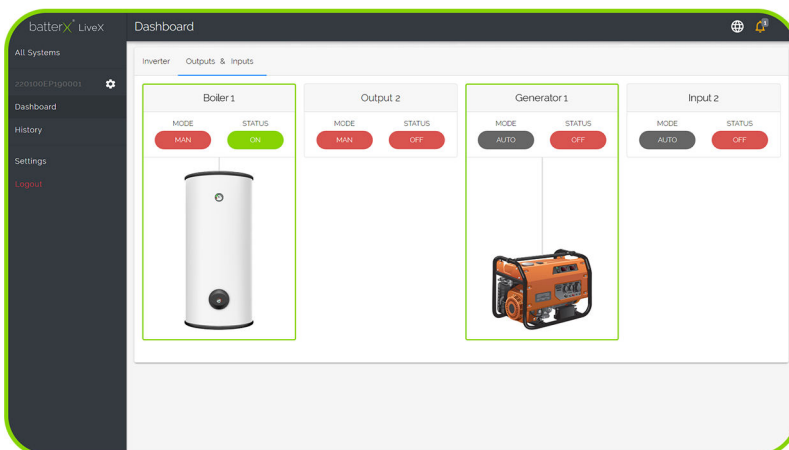 batterX® LiveX
Dashboard
1
All Systems
220100EP190001
Dashboard
History
Settings
Logout
Inverter Outputs & Inputs
Boiler 1
MODE STATUS
MAN ON
Output 2
MODE STATUS
MAN OFF
Generator 1
MODE STATUS
AUTO OFF
Input 2
MODE STATUS
AUTO OFF